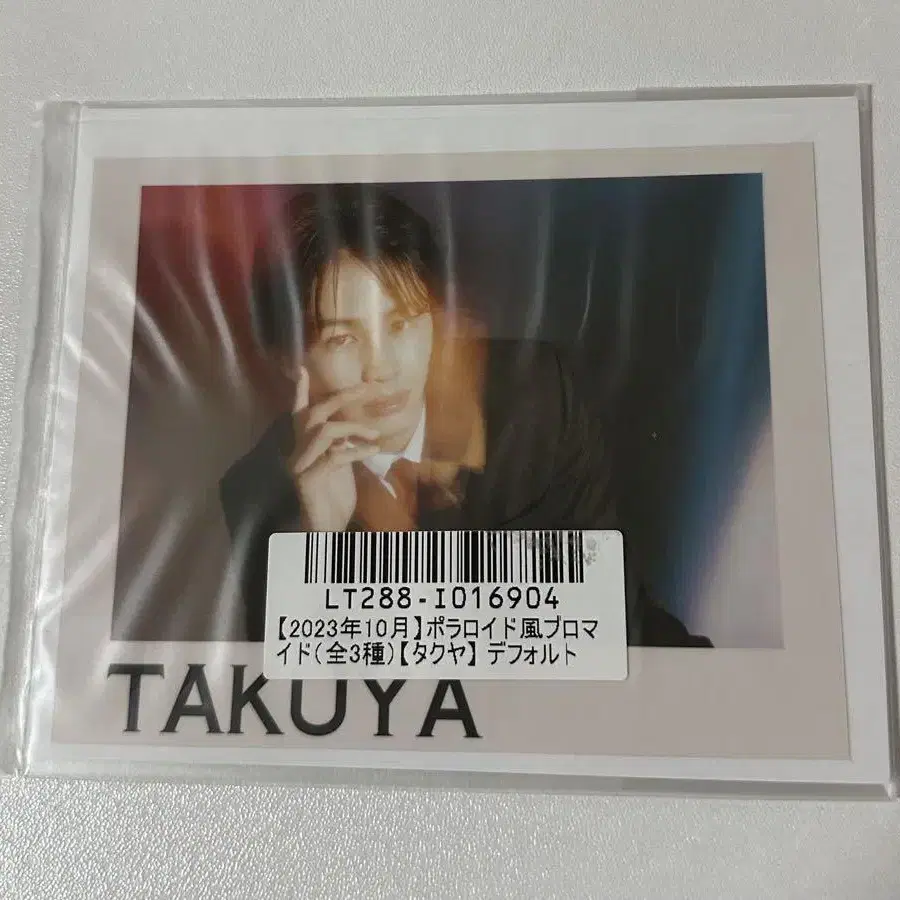 LT288-I016904
【2023年10月】ポラロイド風ブロマ
イド(全3種)【タクヤ】 デフォルト
TAKUYA